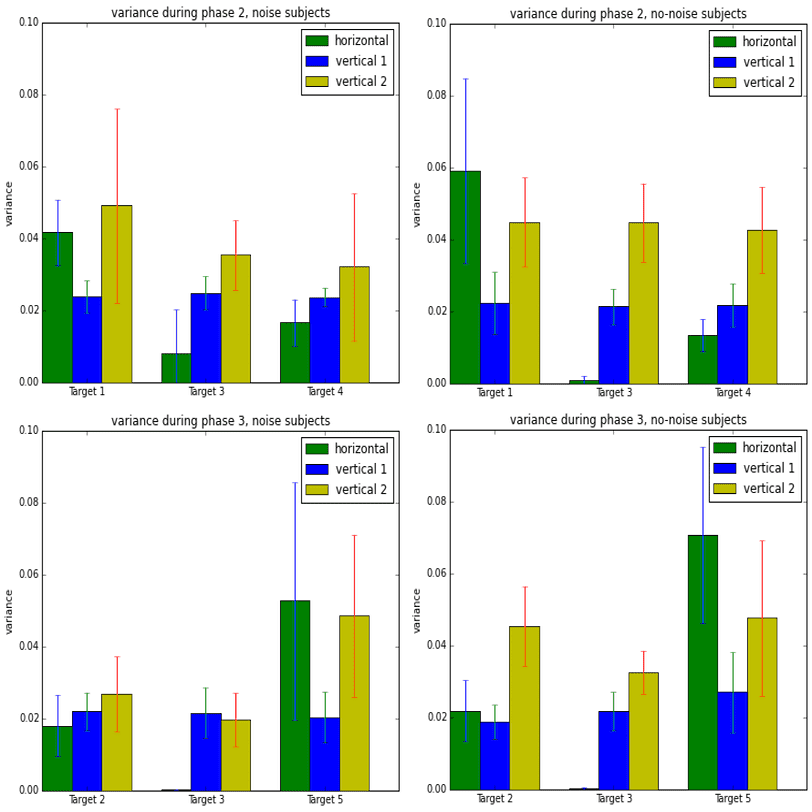 variance during phase 2, noise subjects
horizontal
vertical 1
vertical 2
variance
0.10
0.08
0.06
0.04
0.02
0.00
Target 1 Target 3 Target 4
variance during phase 2, no-noise subjects
horizontal
vertical 1
vertical 2
0.10
0.08
0.06
0.04
0.02
0.00
Target 1 Target 3 Target 4
variance during phase 3, noise subjects
horizontal
vertical 1
vertical 2
variance
0.10
0.08
0.06
0.04
0.02
0.00
Target 2 Target 3 Target 5
variance during phase 3, no-noise subjects
horizontal
vertical 1
vertical 2
variance
0.10
0.08
0.06
0.04
0.02
0.00
Target 2 Target 3 Target 5